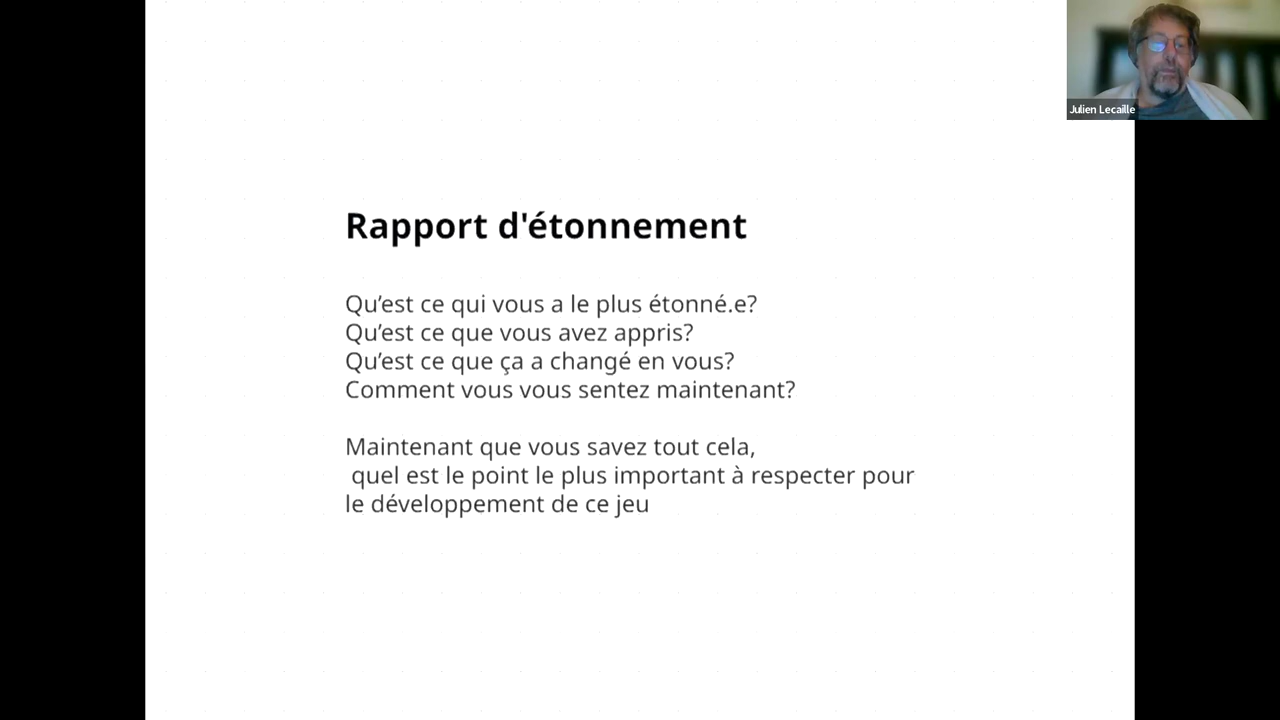 Julien Lecaille
Rapport d'étonnement
Qu’est ce qui vous a le plus étonné.e?
Qu’est ce que vous avez appris?
Qu’est ce que ça a changé en vous?
Comment vous vous sentez maintenant?
Maintenant que vous savez tout cela,
quel est le point le plus important à respecter pour
le développement de ce jeu